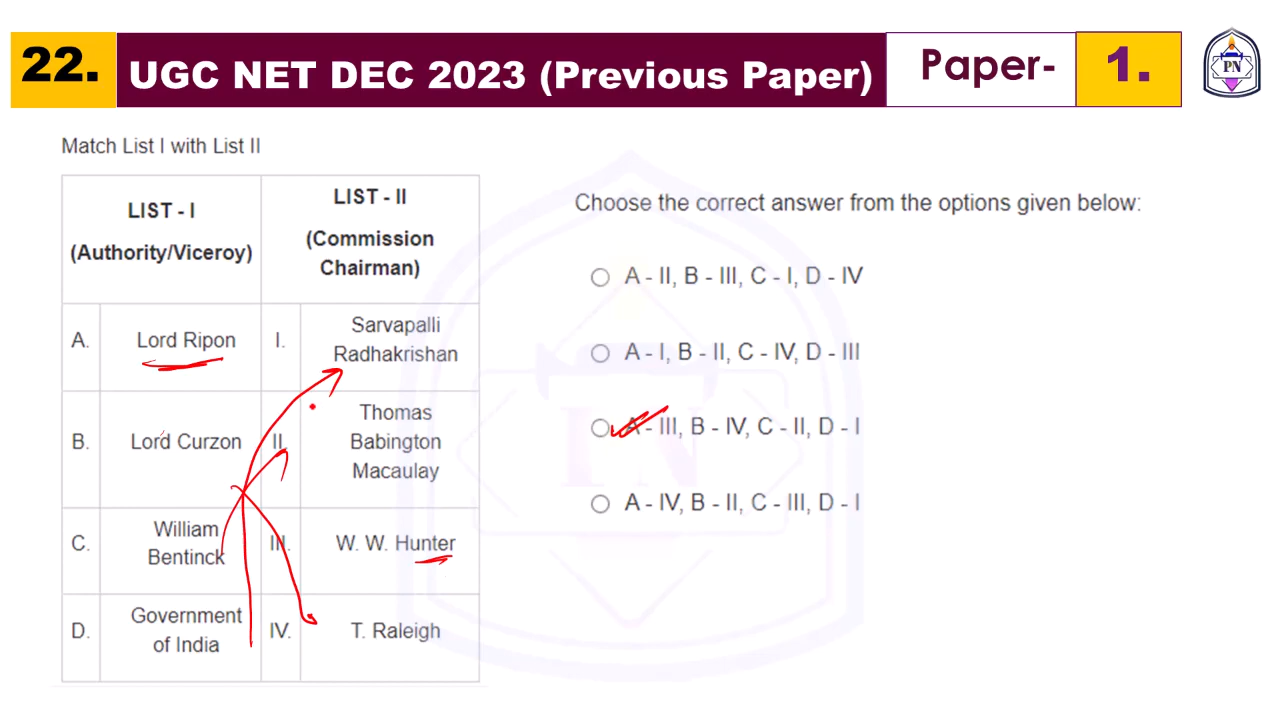 22.
UGC NET DEC 2023 (Previous Paper)
Paper-
1.
PN
Match List I with List II
LIST - I
(Authority/Viceroy)
LIST - II
(Commission
Chairman)
A.
Lord Ripon
I.
Sarvapalli
Radhakrishan
B.
Lord Curzon
II.
Thomas
Babington
Macaulay
C.
William
Bentinck
III.
W. W. Hunter
D.
Government
of India
IV.
T. Raleigh
Choose the correct answer from the options given below:
A - II, B - III, C - I, D - IV
A - I, B - II, C - IV, D - III
A - III, B - IV, C - II, D - I
A - IV, B - II, C - III, D - I
PN